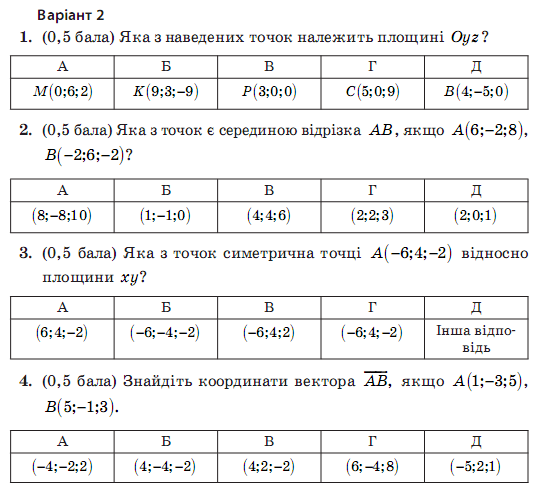 Варіант 2
1. (0,5 бала) Яка з наведених точок належить площині Oyz?
А Б В Г Д
M(0;6;2) K(9;3;−9) P(3;0;0) C(5;0;9) B(4;−5;0)
2. (0,5 бала) Яка з точок є серединою відрізка AB, якщо A(6;−2;8),
B(−2;6;−2)?
А Б В Г Д
(8;−8;10) (1;−1;0) (4;4;6) (2;2;3) (2;0;1)
3. (0,5 бала) Яка з точок симетрична точці A(−6;4;−2) відносно
площини xy?
А Б В Г Д
(6;4;−2) (−6;−4;−2) (−6;4;2) (−6;4;−2) Інша відпо-
відь
4. (0,5 бала) Знайдіть координати вектора AB, якщо A(1;−3;5),
B(5;−1;3).
А Б В Г Д
(−4;−2;2) (4;−4;−2) (4;2;−2) (6;−4;8) (−5;2;1)